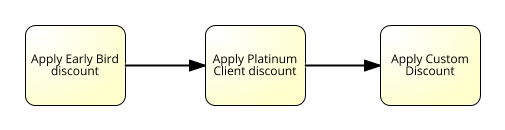 Apply Early Bird
discount
Apply Platinum
Client discount
Apply Custom
Discount